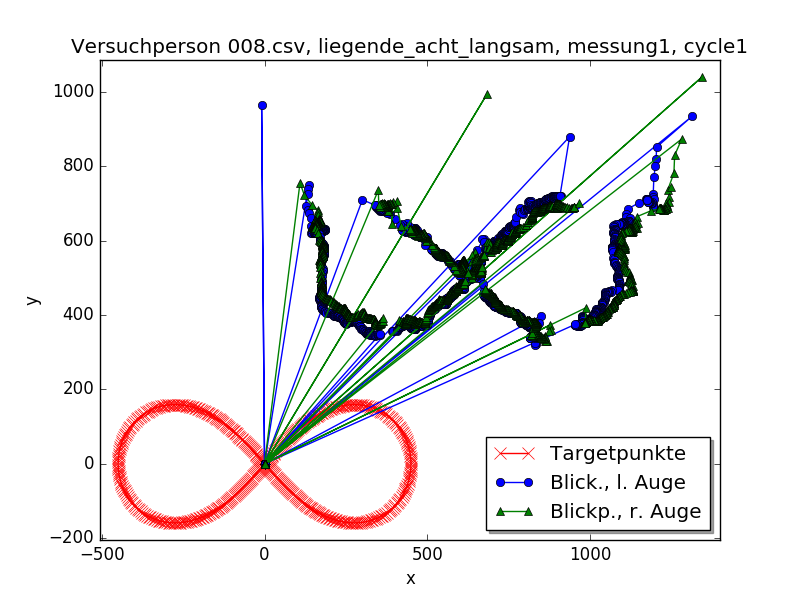 Versuchperson 008.csv, liegende_acht_langsam, messung1, cycle1
1000
800
600
400
200
0
−200
y
−500
0
500
1000
x
Targetpunkte
Blick., l. Auge
Blickp., r. Auge